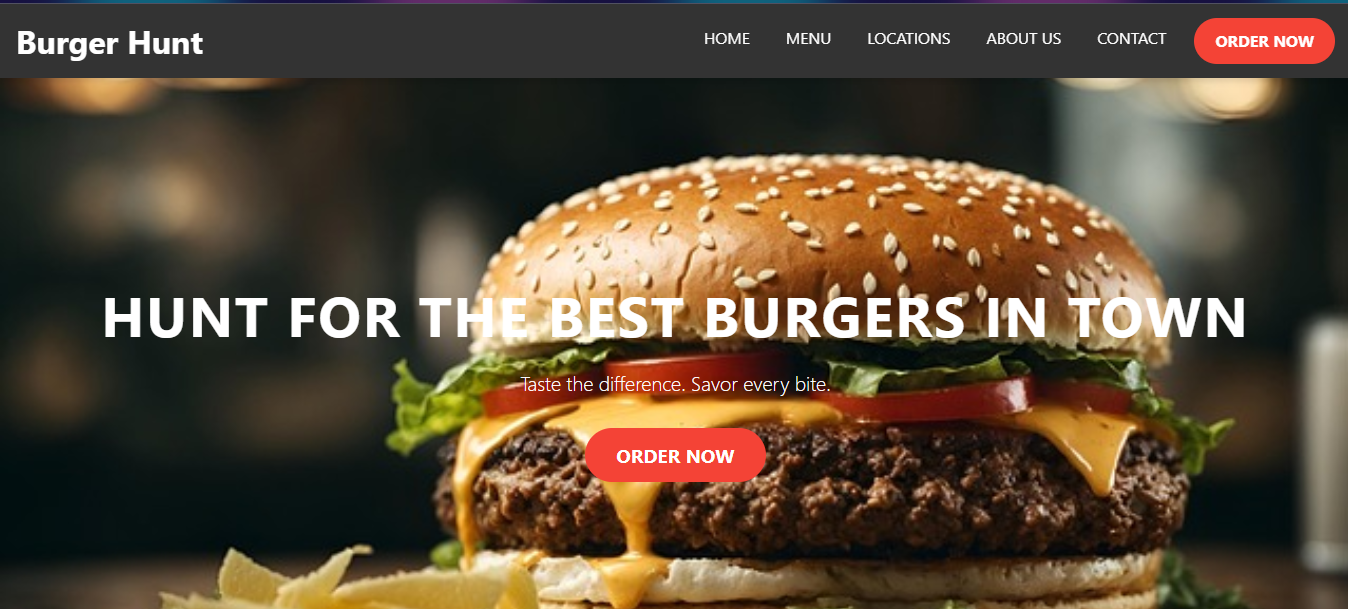 Burger Hunt
HOME MENU LOCATIONS ABOUT US CONTACT ORDER NOW
HUNT FOR THE BEST BURGERS IN TOWN
Taste the difference. Savor every bite.
ORDER NOW